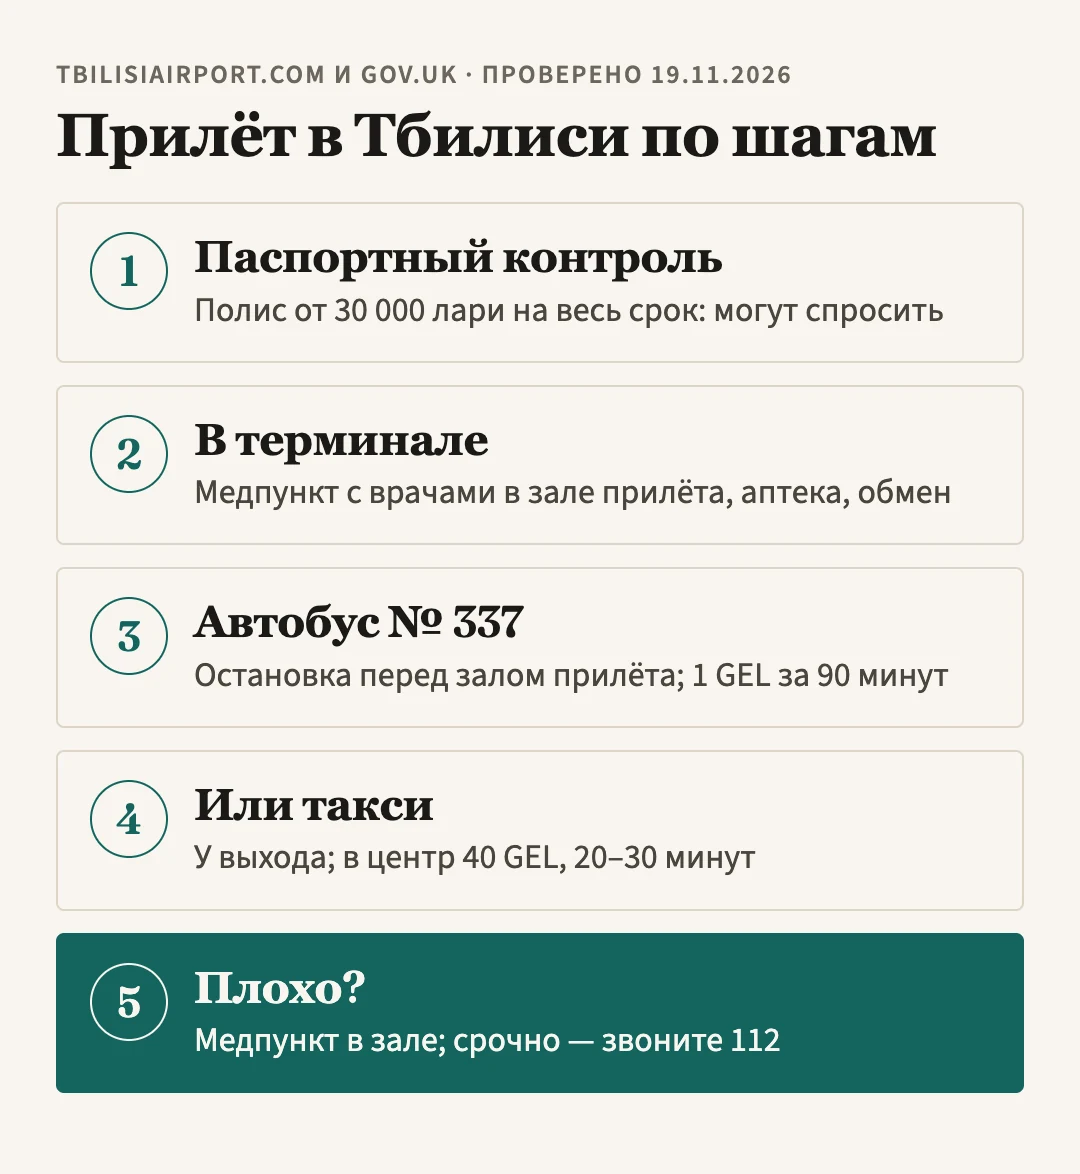 TBILISIAIRPORT.COM И GOV.UK · ПРОВЕРЕНО 19.11.2026
Прилёт в Тбилиси по шагам
1
Паспортный контроль
Полис от 30 000 лари на весь срок: могут спросить
2
В терминале
Медпункт с врачами в зале прилёта, аптека, обмен
3
Автобус № 337
Остановка перед залом прилёта; 1 GEL за 90 минут
4
Или такси
У выхода; в центр 40 GEL, 20–30 минут
5
Плохо?
Медпункт в зале; срочно — звоните 112